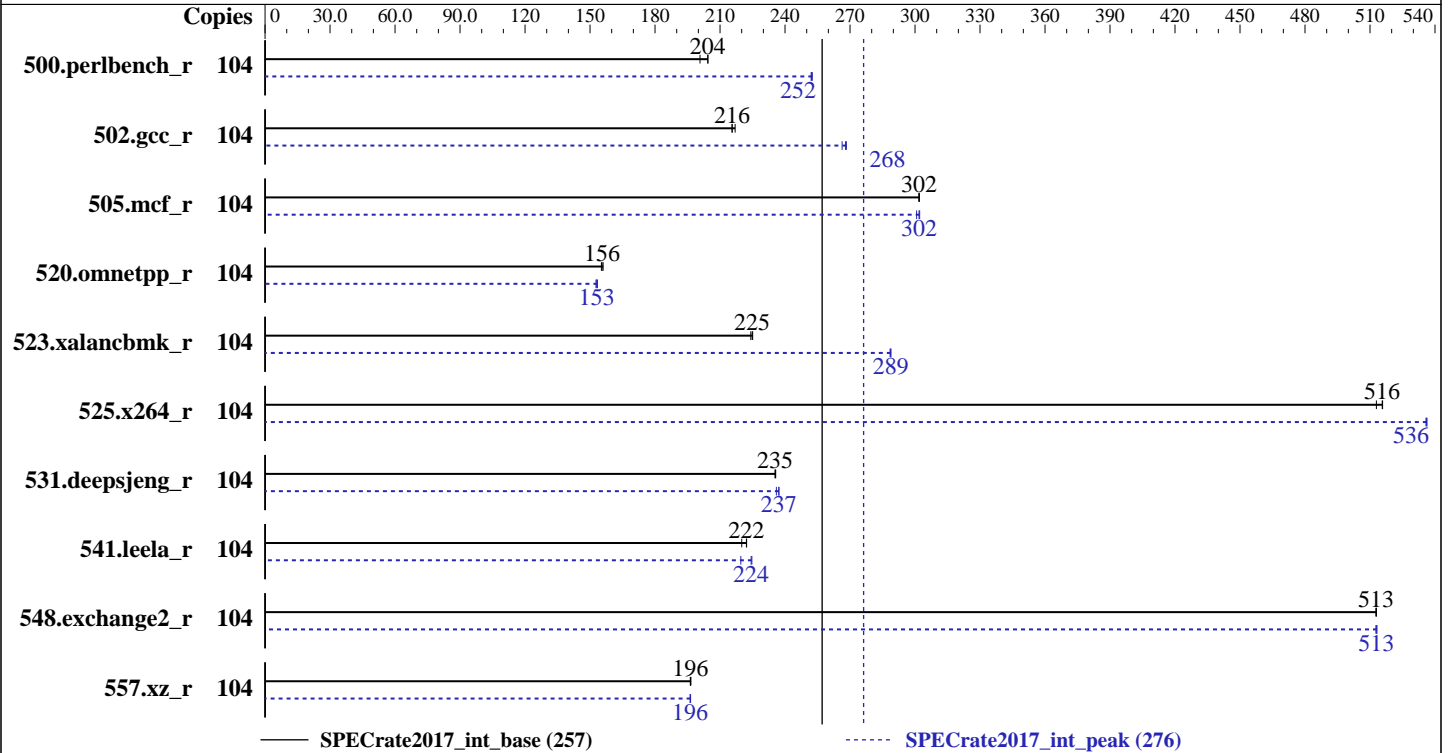 Copies 0 30.0 60.0 90.0 120 150 180 210 240 270 300 330 360 390 420 450 480 510 540
204
500.perlbench_r 104
252
216
502.gcc_r 104
268
302
505.mcf_r 104
302
156
520.omnetpp_r 104
153
225
523.xalancbmk_r 104
289
516
525.x264_r 104
536
235
531.deepsjeng_r 104
237
222
541.leela_r 104
224
513
548.exchange2_r 104
513
196
557.xz_r 104
196
SPECrate2017_int_base (257) SPECrate2017_int_peak (276)